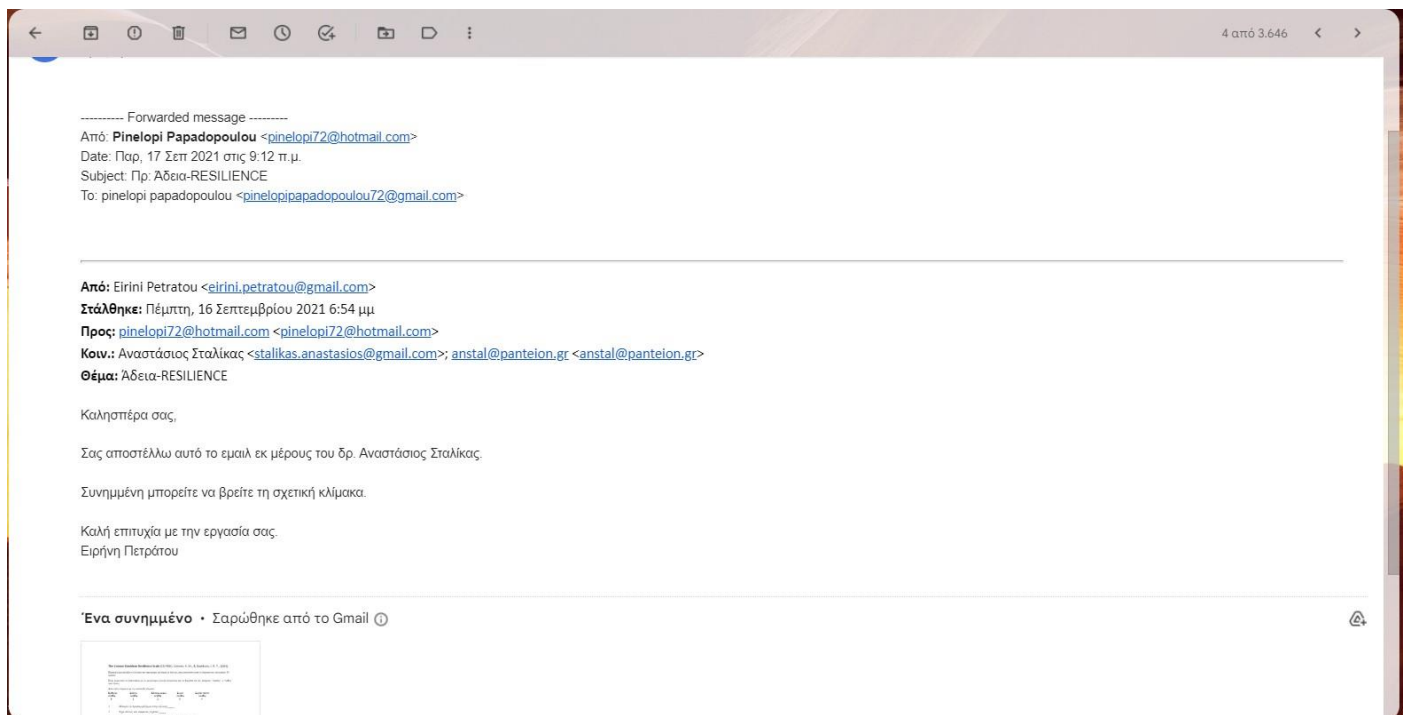 4 από 3.646
---------- Forwarded message ---------
Από: Pinelopi Papadopoulou <pinelopi72@hotmail.com>
Date: Παρ, 17 Σεπ 2021 στις 9:12 π.μ.
Subject: Πρ: Άδεια-RESILIENCE
To: pinelopi papadopoulou <pinelopipapadopoulou72@gmail.com>
Από: Eirini Petratou <eirini.petratou@gmail.com>
Στάλθηκε: Πέμπτη, 16 Σεπτεμβρίου 2021 6:54 μμ
Προς: pinelopi72@hotmail.com <pinelopi72@hotmail.com>
Κοιν.: Αναστάσιος Σταλίκας <stalikas.anastasios@gmail.com>; anstal@panteion.gr <anstal@panteion.gr>
Θέμα: Άδεια-RESILIENCE
Καλησπέρα σας,
Σας αποστέλλω αυτό το εμαιλ εκ μέρους του δρ. Αναστάσιος Σταλίκας.
Συνημμένη μπορείτε να βρείτε τη σχετική κλίμακα.
Καλή επιτυχία με την εργασία σας.
Ειρήνη Πετράτου
Ένα συνημμένο • Σαρώθηκε από το Gmail